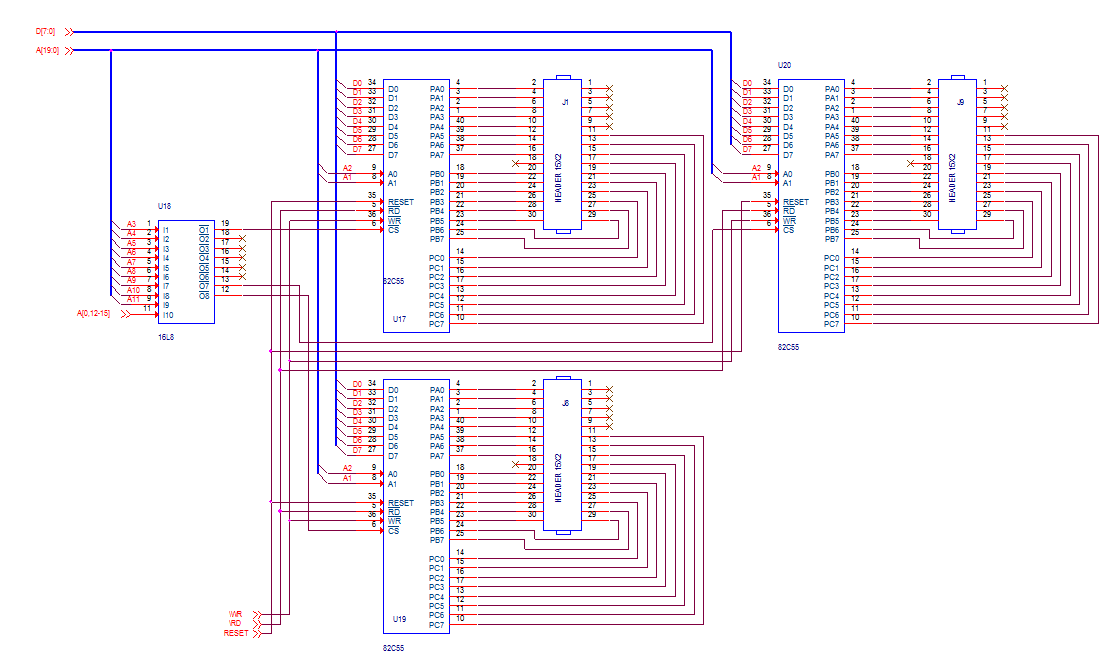 D[7:0]
A[19:0]
U20
D0 34 D0 PA0 4 2 1
D1 33 D1 PA1 3 4 3
D2 32 D2 PA2 2 6 5
D3 31 D3 PA3 1 8 7
D4 30 D4 PA4 40 10 9
D5 29 D5 PA5 39 12 11
D6 28 D6 PA6 38 14 13
D7 27 D7 PA7 37 16 15
18 17
A2 9 A0 PB0 18 20 19
A1 8 A1 PB1 19 22 21
PB2 20 24 23
35 RESET PB3 21 26 25
5 RD PB4 22 28 27
36 WR PB5 23 30 29
6 CS PB6 24
PB7 25
PC0 14
PC1 15
PC2 16
PC3 17
PC4 13
PC5 12
PC6 11
PC7 10
J1
HEADER 15X2
82C55
U17
D0 34 D0 PA0 4 2 1
D1 33 D1 PA1 3 4 3
D2 32 D2 PA2 2 6 5
D3 31 D3 PA3 1 8 7
D4 30 D4 PA4 40 10 9
D5 29 D5 PA5 39 12 11
D6 28 D6 PA6 38 14 13
D7 27 D7 PA7 37 16 15
18 17
A2 9 A0 PB0 18 20 19
A1 8 A1 PB1 19 22 21
PB2 20 24 23
35 RESET PB3 21 26 25
5 RD PB4 22 28 27
36 WR PB5 23 30 29
6 CS PB6 24
PB7 25
PC0 14
PC1 15
PC2 16
PC3 17
PC4 13
PC5 12
PC6 11
PC7 10
J9
HEADER 15X2
82C55
U18
A3 1 I1 O1 19
A4 2 I2 O2 18
A5 3 I3 O3 17
A6 4 I4 O4 16
A7 5 I5 O5 15
A8 6 I6 O6 14
A9 7 I7 O7 13
A10 8 I8 O8 12
A11 9 I9
A[0,12-15] 11 I10
16L8
D0 34 D0 PA0 4 2 1
D1 33 D1 PA1 3 4 3
D2 32 D2 PA2 2 6 5
D3 31 D3 PA3 1 8 7
D4 30 D4 PA4 40 10 9
D5 29 D5 PA5 39 12 11
D6 28 D6 PA6 38 14 13
D7 27 D7 PA7 37 16 15
18 17
A2 9 A0 PB0 18 20 19
A1 8 A1 PB1 19 22 21
PB2 20 24 23
35 RESET PB3 21 26 25
5 RD PB4 22 28 27
36 WR PB5 23 30 29
6 CS PB6 24
PB7 25
PC0 14
PC1 15
PC2 16
PC3 17
PC4 13
PC5 12
PC6 11
PC7 10
HEADER 15X2
U19
82C55
\WR
\RD
RESET